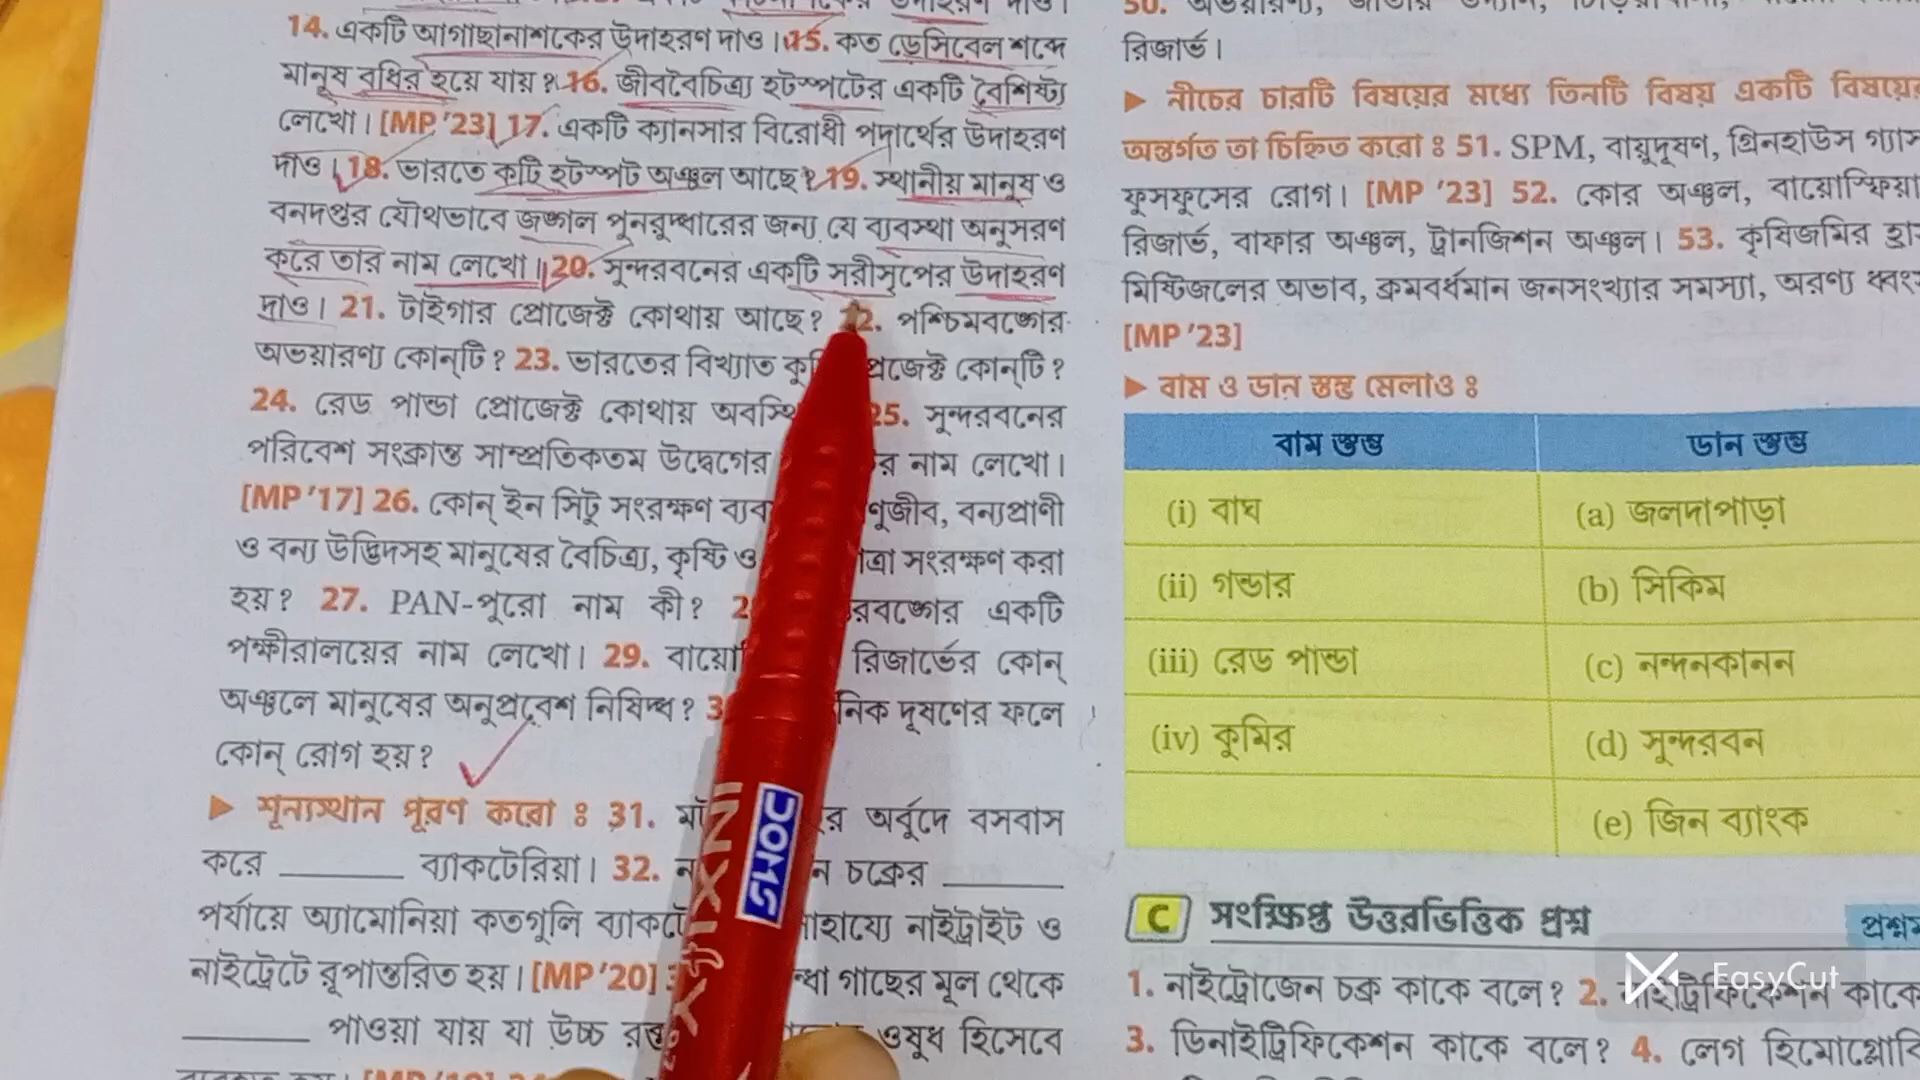 14. একটি আগাছানাশকের উদাহরণ দাও। 15. কত ডেসিবেল শব্দে
মানুষ বধির হয়ে যায়? 16. জীববৈচিত্র্য হটস্পটের একটি বৈশিষ্ট্য
লেখো। [MP '23] 17. একটি ক্যানসার বিরোধী পদার্থের উদাহরণ
দাও। 18. ভারতে কটি হটস্পট অঞ্চল আছে? 19. স্থানীয় মানুষ ও
বনদপ্তর যৌথভাবে জঙ্গল পুনরুদ্ধারের জন্য যে ব্যবস্থা অনুসরণ
করে তার নাম লেখো। 20. সুন্দরবনের একটি সরীসৃপের উদাহরণ
দাও। 21. টাইগার প্রোজেক্ট কোথায় আছে? 22. পশ্চিমবঙ্গের
অভয়ারণ্য কোন্‌টি? 23. ভারতের বিখ্যাত প্রজেক্ট কোন্‌টি?
24. রেড পান্ডা প্রোজেক্ট কোথায় 25. সুন্দরবনের
পরিবেশ সংক্রান্ত সাম্প্রতিকতম উদ্বেগের নাম লেখো।
[MP '17] 26. কোন্ ইন সিটু সংরক্ষণ বন্যপ্রাণী
ও বন্য উদ্ভিদসহ মানুষের বৈচিত্র্য, কৃষ্টি ও সংরক্ষণ করা
হয়? 27. PAN-পুরো নাম কী? একটি
পক্ষীরালয়ের নাম লেখো। 29. রিজার্ভের কোন্
অঞ্চলে মানুষের অনুপ্রবেশ নিষিদ্ধ? দূষণের ফলে
কোন্ রোগ হয়?
▶ শূন্যস্থান পূরণ করো : 31. অর্বুদে বসবাস
করে ________ ব্যাকটেরিয়া। 32. চক্রের ________
পর্যায়ে অ্যামোনিয়া কতগুলি সাহায্যে নাইট্রাইট ও
নাইট্রেটে রূপান্তরিত হয়। [MP '20] গাছের মূল থেকে
________ পাওয়া যায় যা উচ্চ ওষুধ হিসেবে
রিজার্ভ।
▶ নীচের চারটি বিষয়ের মধ্যে তিনটি বিষয় একটি বিষয়ের
অন্তর্গত তা চিহ্নিত করো : 51. SPM, বায়ুদূষণ, গ্রিনহাউস গ্যাস
ফুসফুসের রোগ। [MP '23] 52. কোর অঞ্চল, বায়োস্ফিয়ার
রিজার্ভ, বাফার অঞ্চল, ট্রানজিশন অঞ্চল। 53. কৃষিজমির
মিষ্টিজলের অভাব, ক্রমবর্ধমান জনসংখ্যার সমস্যা, অরণ্য
[MP '23]
▶ বাম ও ডান স্তম্ভ মেলাও :
বাম স্তম্ভ ডান স্তম্ভ
(i) বাঘ (a) জলদাপাড়া
(ii) গন্ডার (b) সিকিম
(iii) রেড পান্ডা (c) নন্দনকানন
(iv) কুমির (d) সুন্দরবন
(e) জিন ব্যাংক
C সংক্ষিপ্ত উত্তরভিত্তিক প্রশ্ন
1. নাইট্রোজেন চক্র কাকে বলে? 2. নাইট্রিফিকেশন কাকে
3. ডিনাইট্রিফিকেশন কাকে বলে? 4.
DOMS
INXL
EasyCut